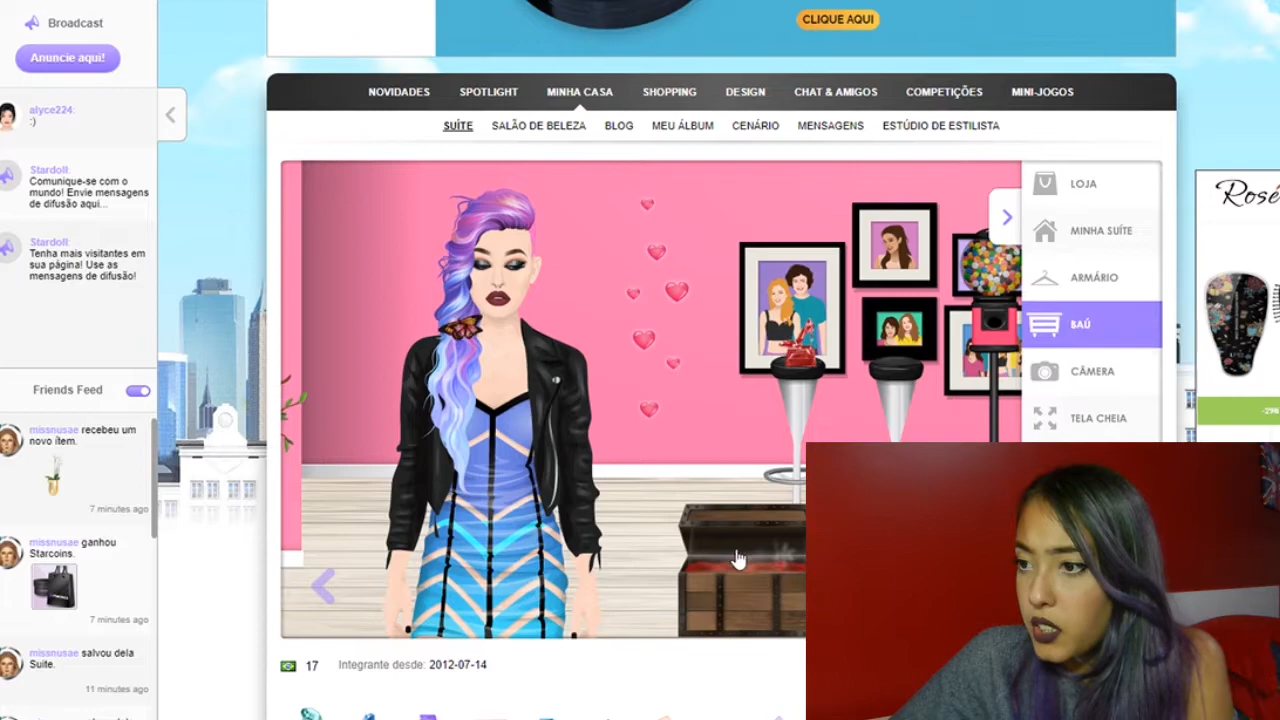 Broadcast
Anuncie aqui!
alyce224:
:)
Stardoll:
Comunique-se com o
mundo! Envie mensagens
de difusão aqui...
Stardoll:
Tenha mais visitantes em
sua página! Use as
mensagens de difusão!
Friends Feed
missnusae recebeu um
novo ítem.
7 minutes ago
missnusae ganhou
Starcoins.
7 minutes ago
missnusae salvou dela
Suite.
11 minutes ago
CLIQUE AQUI
NOVIDADES SPOTLIGHT MINHA CASA SHOPPING DESIGN CHAT & AMIGOS COMPETIÇÕES MINI-JOGOS
SUÍTE SALÃO DE BELEZA BLOG MEU ÁLBUM CENÁRIO MENSAGENS ESTÚDIO DE ESTILISTA
LOJA
MINHA SUÍTE
ARMÁRIO
BAÚ
CÂMERA
TELA CHEIA
17 Integrante desde: 2012-07-14
Rosé